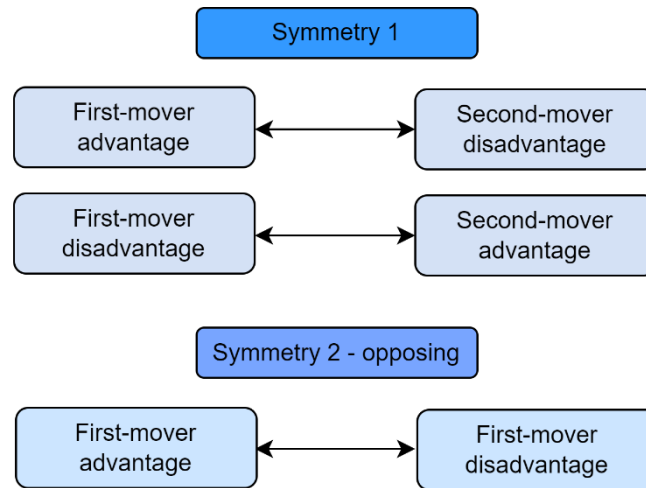 Symmetry 1
First-mover
advantage
Second-mover
disadvantage
First-mover
disadvantage
Second-mover
advantage
Symmetry 2 - opposing
First-mover
advantage
First-mover
disadvantage